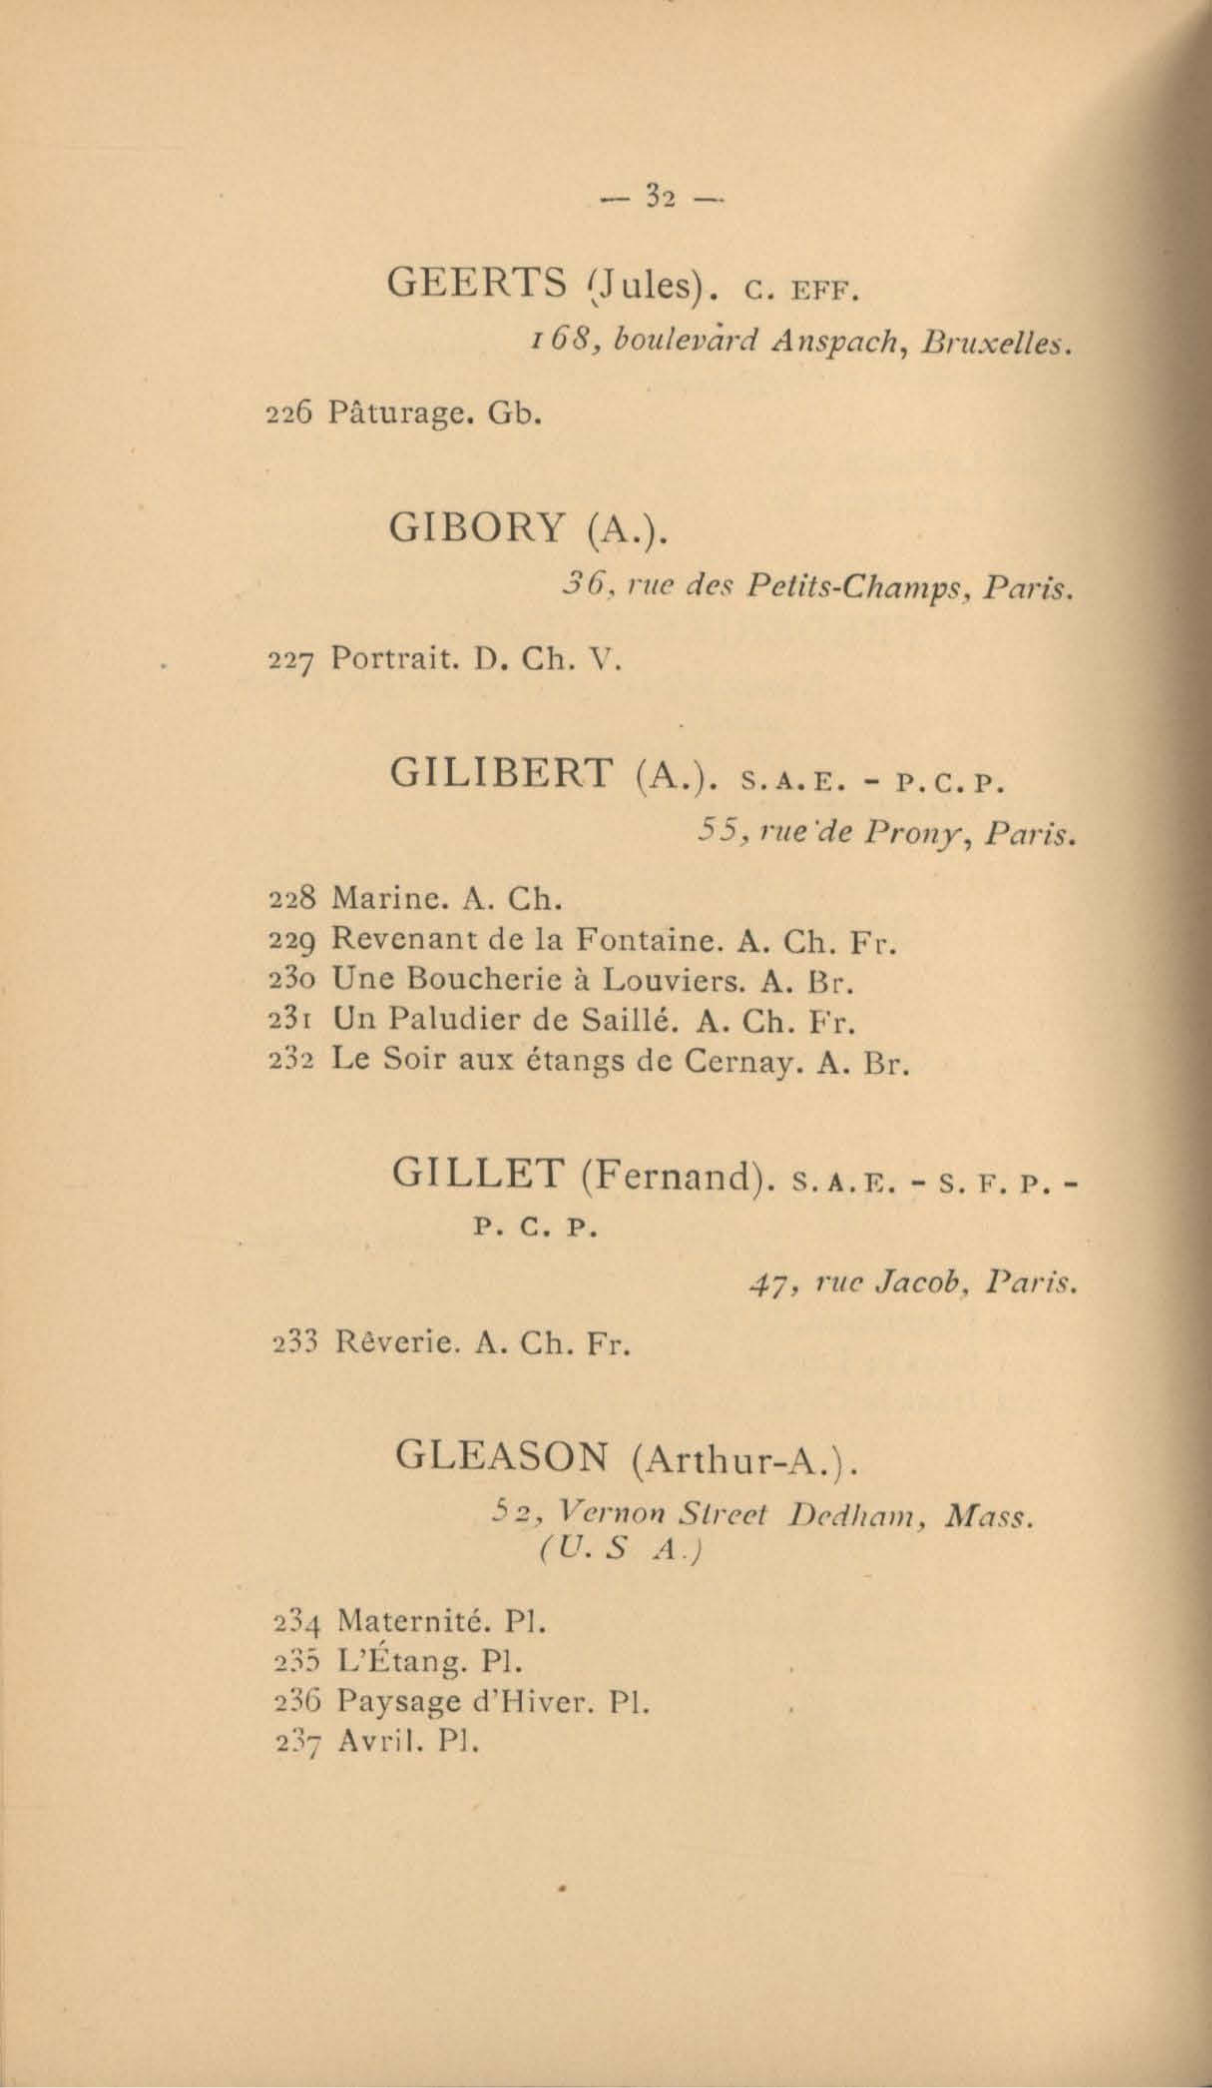 — 32 —
GEERTS (Jules). C. EFF.
168, boulevard Anspach, Bruxelles.
226 Pâturage. Gb.
GIBORY (A.).
36, rue des Petits-Champs, Paris.
227 Portrait. D. Ch. V.
GILIBERT (A.). S.A.E. - P.C.P.
55, rue de Prony, Paris.
228 Marine. A. Ch.
229 Revenant de la Fontaine. A. Ch. Fr.
230 Une Boucherie à Louviers. A. Br.
231 Un Paludier de Saillé. A. Ch. Fr.
232 Le Soir aux étangs de Cernay. A. Br.
GILLET (Fernand). S.A.E. - S. F. P. -
P. C. P.
47, rue Jacob, Paris.
233 Rêverie. A. Ch. Fr.
GLEASON (Arthur-A.).
52, Vernon Street Dedham, Mass.
(U. S A.)
234 Maternité. Pl.
235 L'Étang. Pl.
236 Paysage d'Hiver. Pl.
237 Avril. Pl.